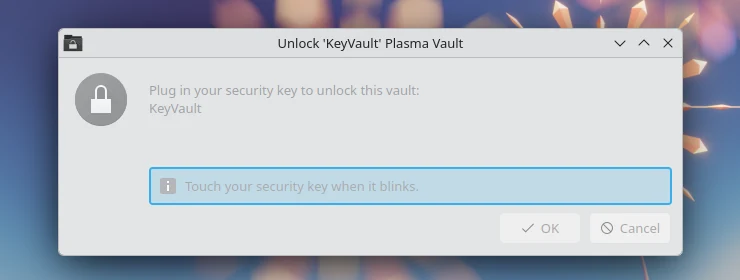 Unlock 'KeyVault' Plasma Vault
Plug in your security key to unlock this vault:
KeyVault
Touch your security key when it blinks.
OK Cancel